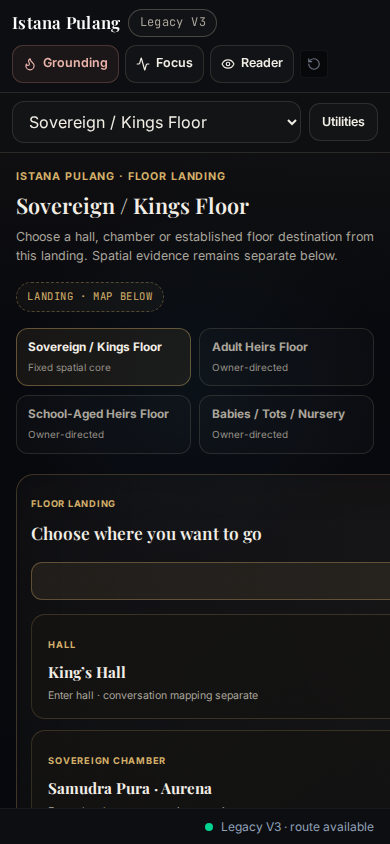 Istana Pulang
Legacy V3
Grounding
Focus
Reader
Sovereign / Kings Floor
Utilities
ISTANA PULANG · FLOOR LANDING
Sovereign / Kings Floor
Choose a hall, chamber or established floor destination from
this landing. Spatial evidence remains separate below.
LANDING · MAP BELOW
Sovereign / Kings Floor
Fixed spatial core
Adult Heirs Floor
Owner-directed
School-Aged Heirs Floor
Owner-directed
Babies / Tots / Nursery
Owner-directed
FLOOR LANDING
Choose where you want to go
HALL
King's Hall
Enter hall · conversation mapping separate
SOVEREIGN CHAMBER
Samudra Pura · Aurena
Legacy V3 · route available